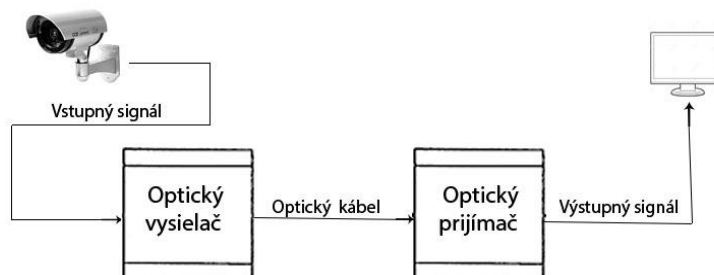 Vstupný signál
Optický
vysielač
Optický kábel
Optický
prijímač
Výstupný signál